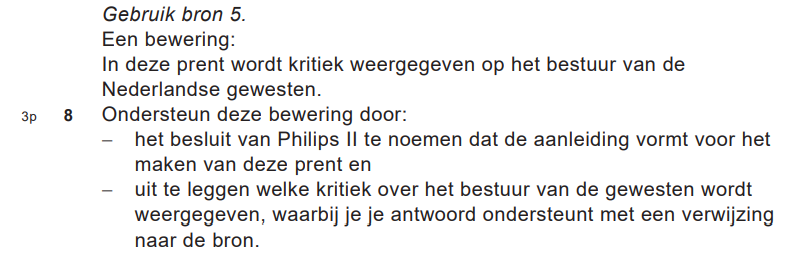 Gebruik bron 5.
Een bewering:
In deze prent wordt kritiek weergegeven op het bestuur van de
Nederlandse gewesten.
3p 8 Ondersteun deze bewering door:
– het besluit van Philips II te noemen dat de aanleiding vormt voor het
maken van deze prent en
– uit te leggen welke kritiek over het bestuur van de gewesten wordt
weergegeven, waarbij je je antwoord ondersteunt met een verwijzing
naar de bron.